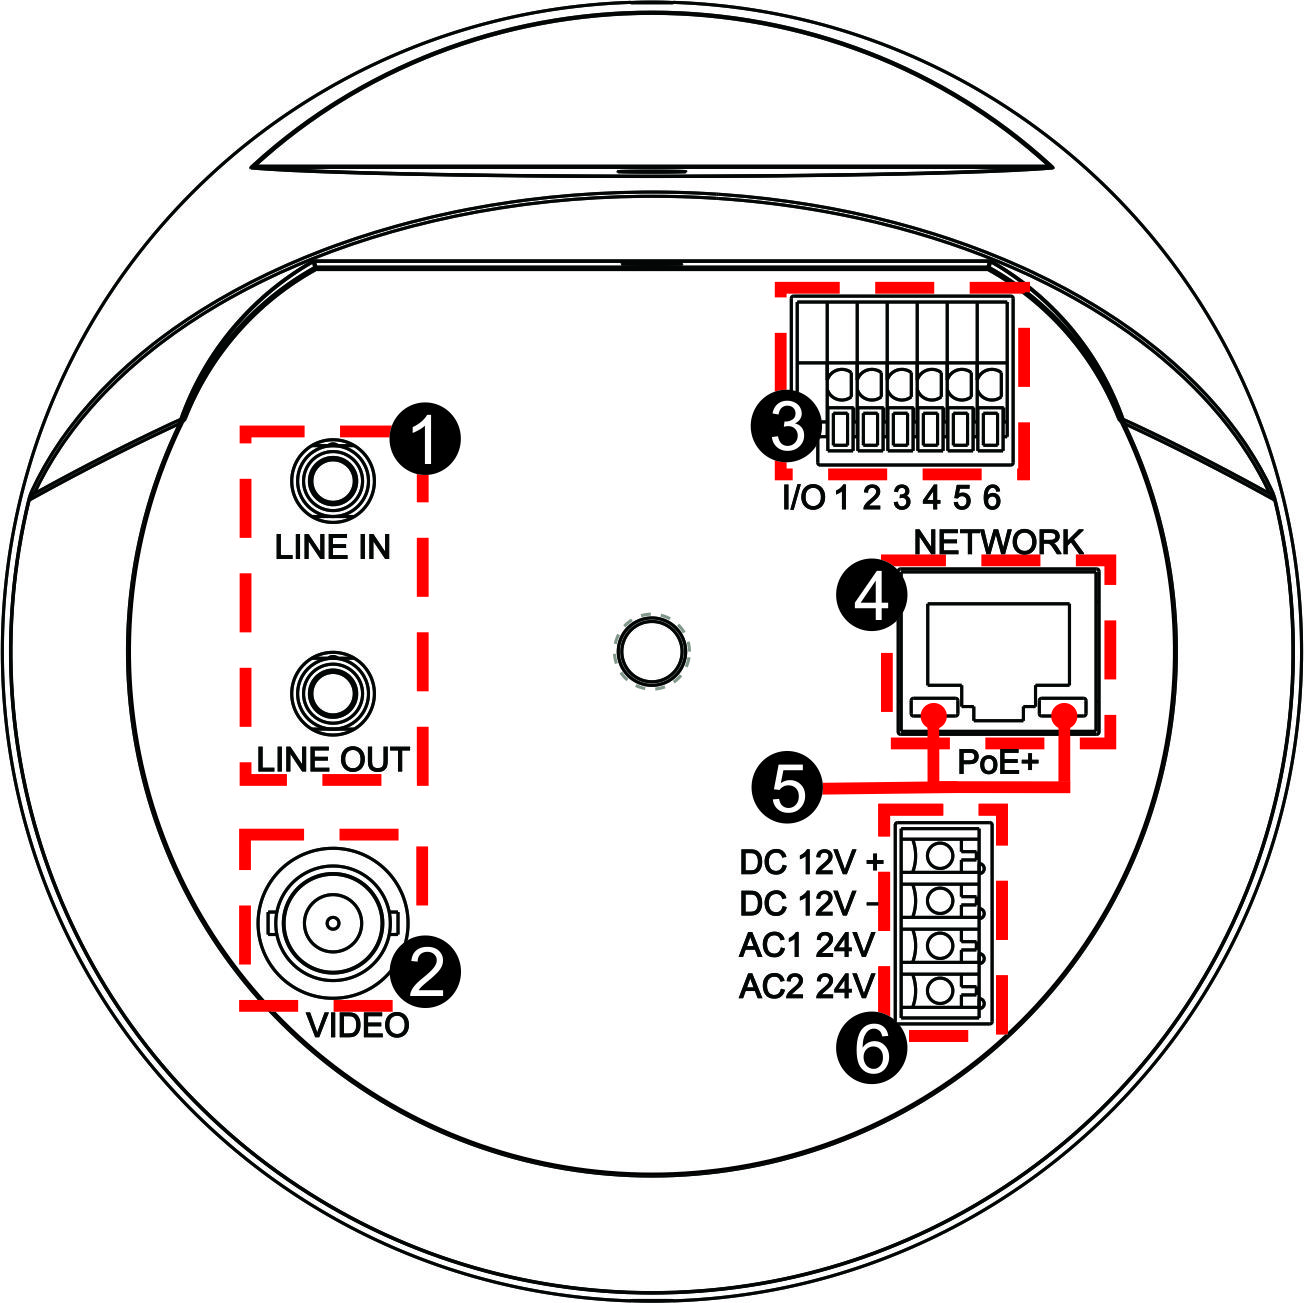 1
LINE IN
LINE OUT
2
VIDEO
3
I/O 1 2 3 4 5 6
NETWORK
4
PoE+
5
DC 12V +
DC 12V -
AC1 24V
AC2 24V
6